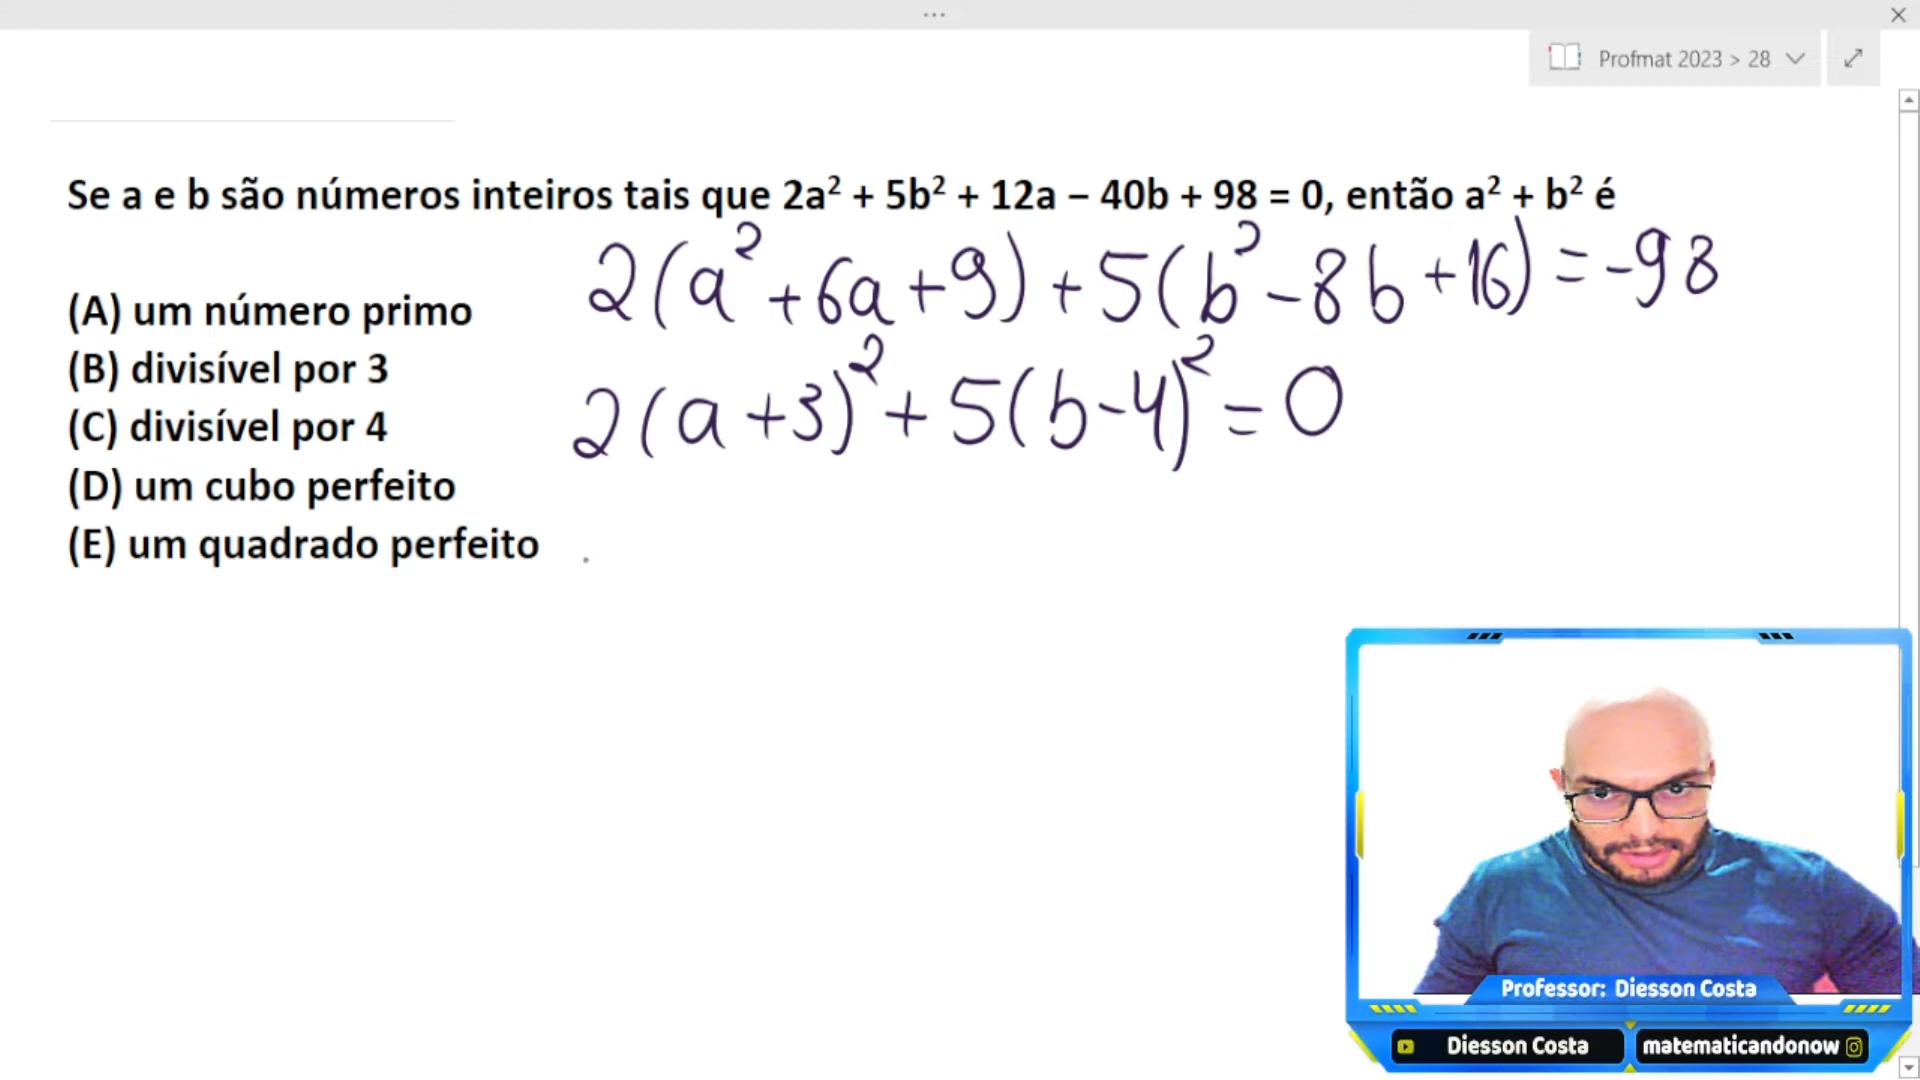 ...
Profmat 2023 > 28
Se a e b são números inteiros tais que 2a² + 5b² + 12a – 40b + 98 = 0, então a² + b² é
2(a² + 6a + 9) + 5(b² - 8b + 16) = -98
(A) um número primo
(B) divisível por 3
2(a + 3)² + 5(b - 4)² = 0
(C) divisível por 4
(D) um cubo perfeito
(E) um quadrado perfeito
Professor: Diesson Costa
Diesson Costa
matematicandonow